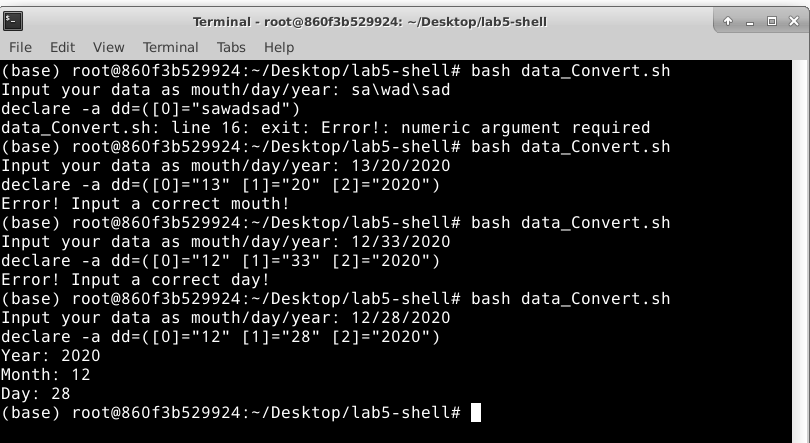 Terminal - root@860f3b529924: ~/Desktop/lab5-shell
File Edit View Terminal Tabs Help
(base) root@860f3b529924:~/Desktop/lab5-shell# bash data_Convert.sh
Input your data as mouth/day/year: sa\wad\sad
declare -a dd=([0]="sawadsad")
data_Convert.sh: line 16: exit: Error!: numeric argument required
(base) root@860f3b529924:~/Desktop/lab5-shell# bash data_Convert.sh
Input your data as mouth/day/year: 13/20/2020
declare -a dd=([0]="13" [1]="20" [2]="2020")
Error! Input a correct mouth!
(base) root@860f3b529924:~/Desktop/lab5-shell# bash data_Convert.sh
Input your data as mouth/day/year: 12/33/2020
declare -a dd=([0]="12" [1]="33" [2]="2020")
Error! Input a correct day!
(base) root@860f3b529924:~/Desktop/lab5-shell# bash data_Convert.sh
Input your data as mouth/day/year: 12/28/2020
declare -a dd=([0]="12" [1]="28" [2]="2020")
Year: 2020
Month: 12
Day: 28
(base) root@860f3b529924:~/Desktop/lab5-shell#